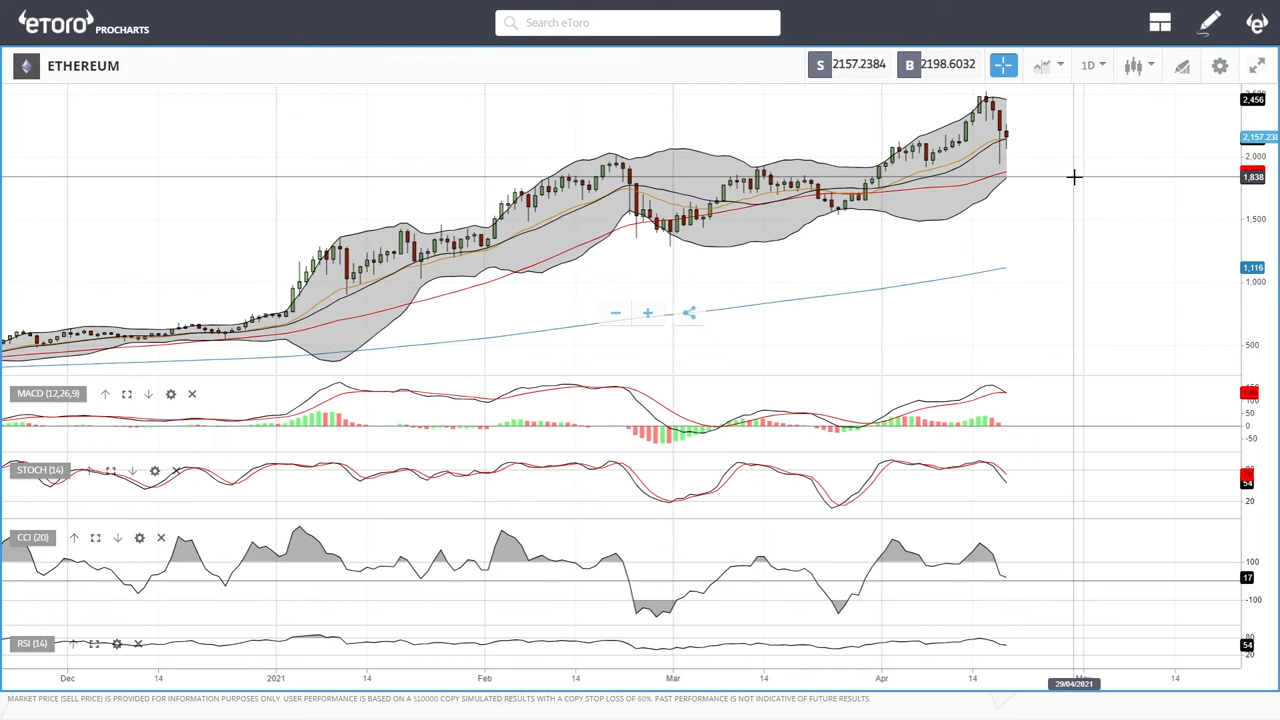 eToro PROCHARTS
Search eToro
ETHEREUM
S 2157.2384 B 2198.6032 1D
2,456
2,157.238
2,000
1,838
1,500
1,116
1,000
500
MACD (12,26,9)
50
0
-50
STOCH (14)
54
20
CCI (20)
100
17
-100
RSI (14)
80
54
20
Dec 14 2021 14 Feb 14 Mar 14 Apr 14 14
29/04/2021
MARKET PRICE (SELL PRICE) IS PROVIDED FOR INFORMATION PURPOSES ONLY. USER PERFORMANCE IS BASED ON A $10000 COPY SIMULATED RESULTS WITH A COPY STOP LOSS OF 60%. PAST PERFORMANCE IS NOT INDICATIVE OF FUTURE RESULTS.